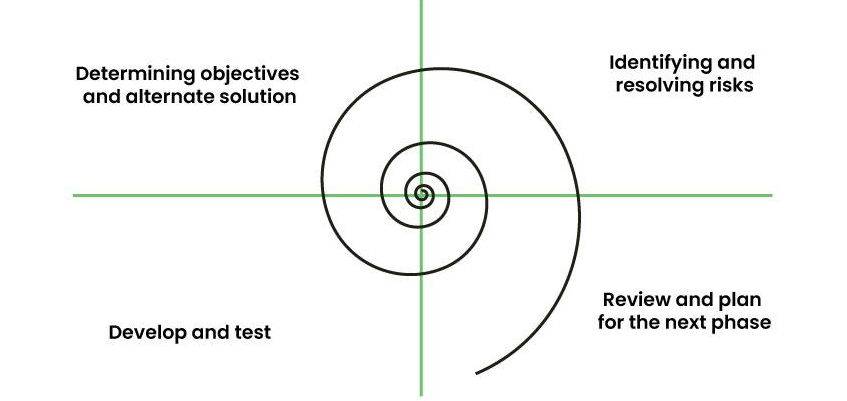 Determining objectives
and alternate solution
Identifying and
resolving risks
Develop and test
Review and plan
for the next phase